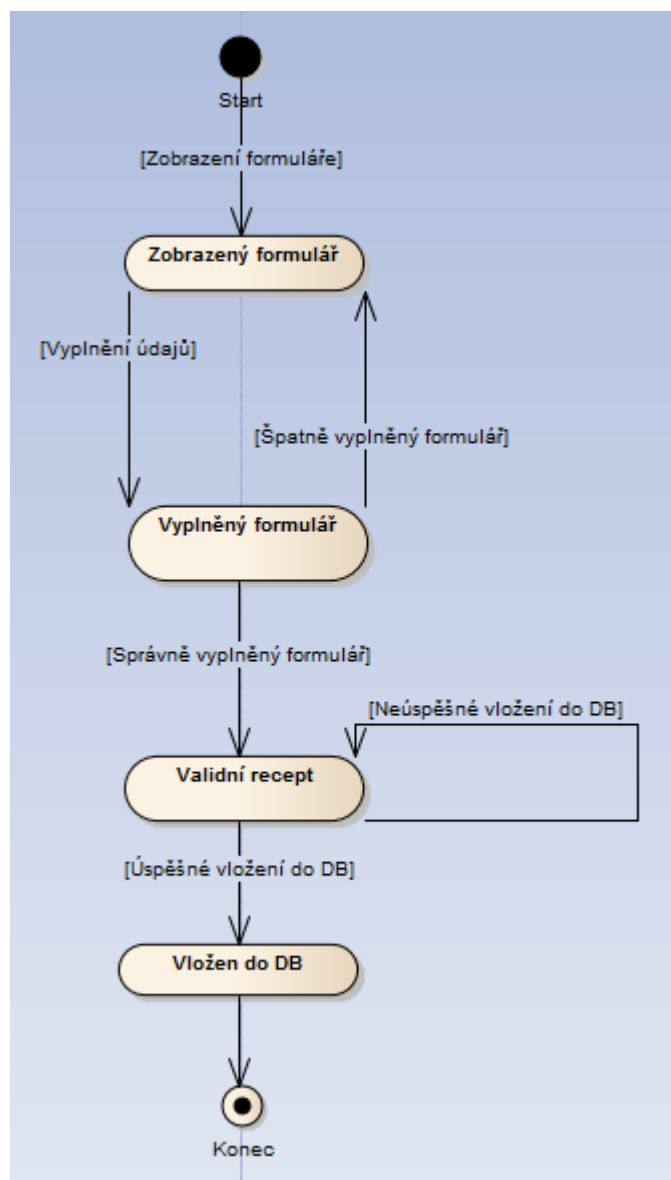 Start
[Zobrazení formuláře]
Zobrazený formulář
[Vyplnění údajů]
[Špatně vyplněný formulář]
Vyplněný formulář
[Správně vyplněný formulář]
[Neúspěšné vložení do DB]
Validní recept
[Úspěšné vložení do DB]
Vložen do DB
Konec